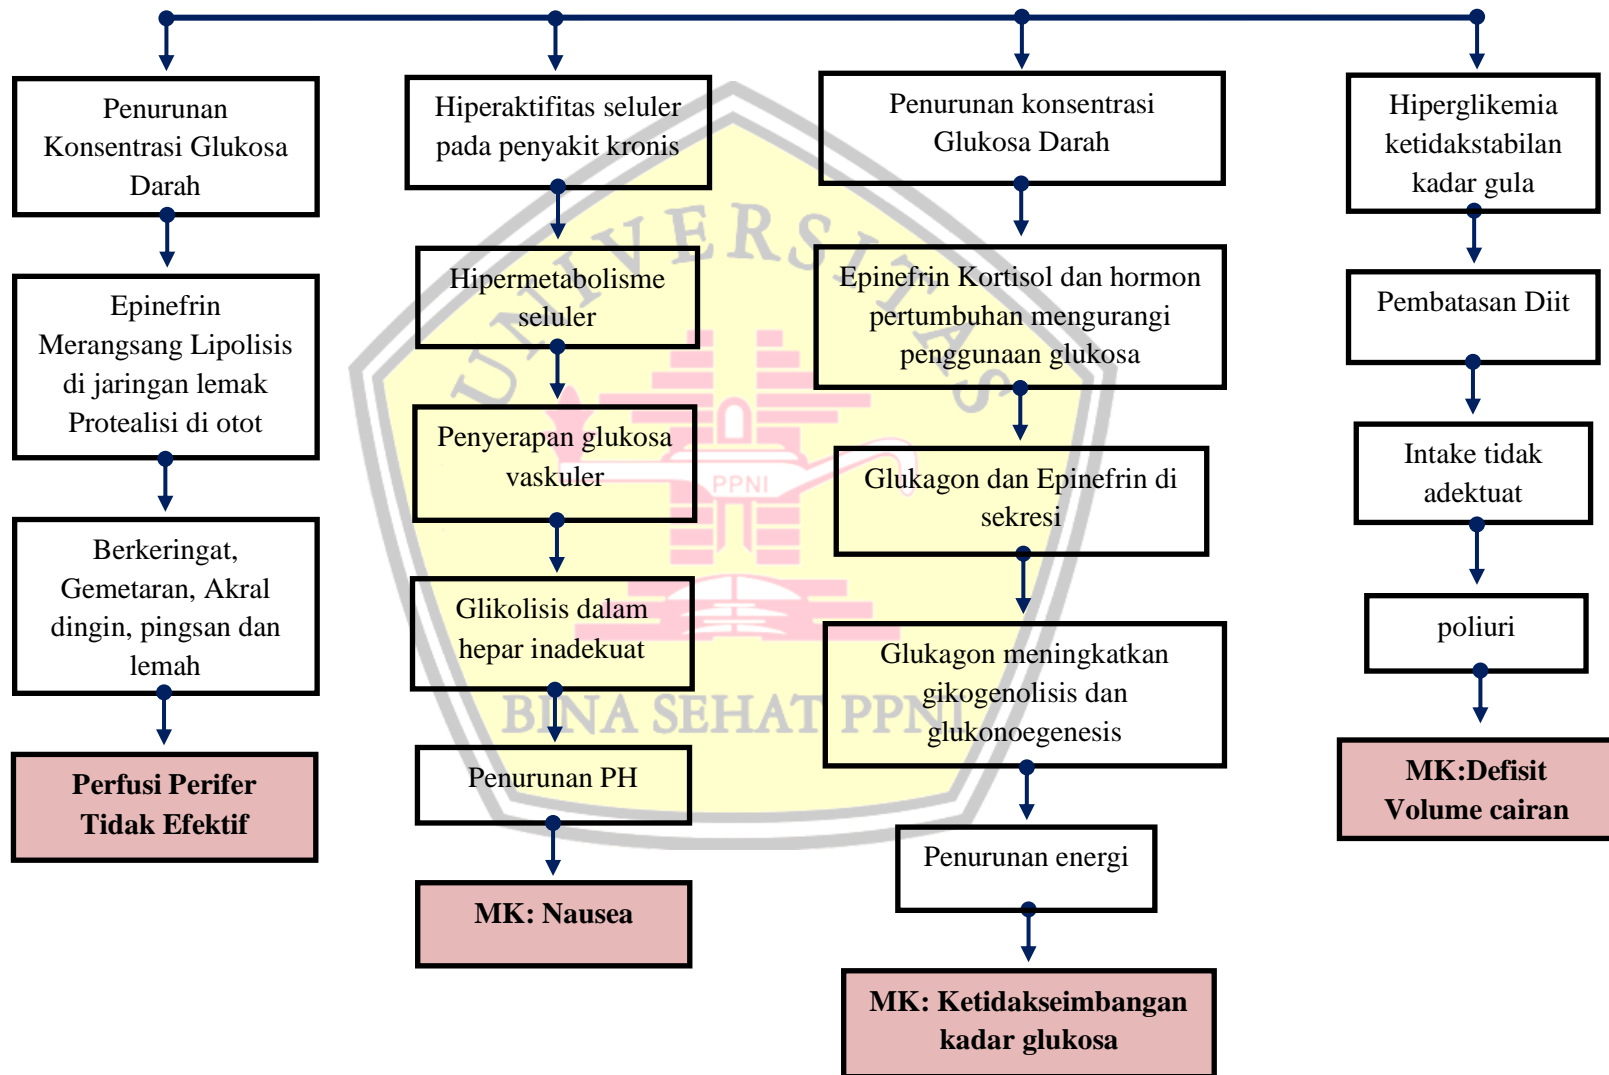 Penurunan
Konsentrasi Glukosa
Darah
Epinefrin
Merangsang Lipolisis
di jaringan lemak
Protealisi di otot
Berkeringat,
Gemetaran, Akral
dingin, pingsan dan
lemah
Perfusi Perifer
Tidak Efektif
Hiperaktifitas seluler
pada penyakit kronis
Hipermetabolisme
seluler
Penyerapan glukosa
vaskuler
Glikolisis dalam
hepar inadekuat
Penurunan PH
MK: Nausea
Penurunan konsentrasi
Glukosa Darah
Epinefrin Kortisol dan hormon
pertumbuhan mengurangi
penggunaan glukosa
Glukagon dan Epinefrin di
sekresi
Glukagon meningkatkan
gikogenolisis dan
glukonoegenesis
Penurunan energi
MK: Ketidakseimbangan
kadar glukosa
Hiperglikemia
ketidakstabilan
kadar gula
Pembatasan Diit
Intake tidak
adektuat
poliuri
MK:Defisit
Volume cairan
UNIVERSITAS
PPNI
BINA SEHAT PPNI